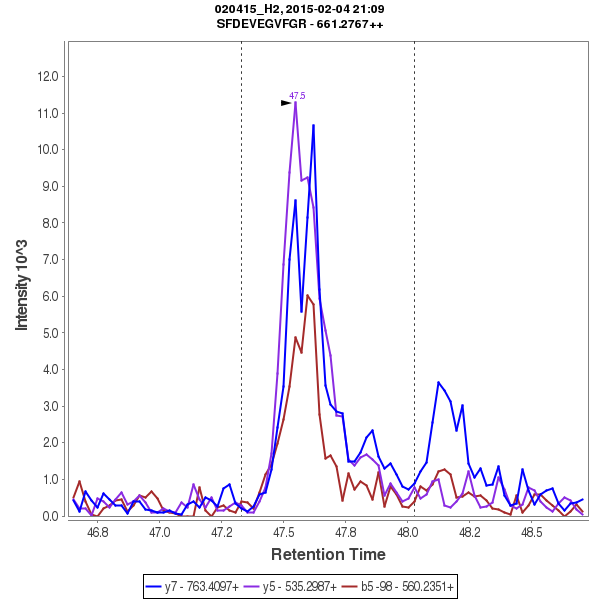 020415_H2, 2015-02-04 21:09
SFDEVEGVFGR - 661.2767++
47.5
12.0
11.0
10.0
9.0
8.0
7.0
6.0
5.0
4.0
3.0
2.0
1.0
0.0
Intensity 10^3
46.8 47.0 47.2 47.5 47.8 48.0 48.2 48.5
Retention Time
y7 - 763.4097+ y5 - 535.2987+ b5 -98 - 560.2351+